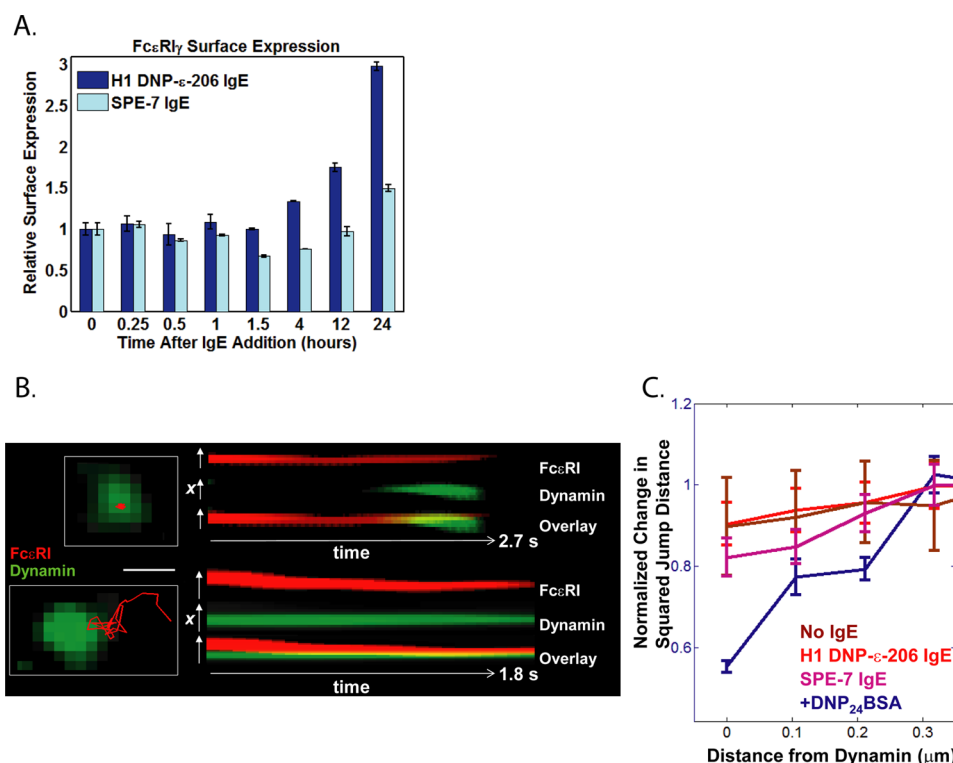 A.
FcεRIγ Surface Expression
H1 DNP-ε-206 IgE
SPE-7 IgE
Relative Surface Expression
3
2.5
2
1.5
1
0.5
0
0 0.25 0.5 1 1.5 4 12 24
Time After IgE Addition (hours)
B.
FcεRI
Dynamin
x
FcεRI
Dynamin
Overlay
time
2.7 s
x
FcεRI
Dynamin
Overlay
time
1.8 s
C.
Normalized Change in
Squared Jump Distance
1.2
1
0.8
0.6
No IgE
H1 DNP-ε-206 IgE
SPE-7 IgE
+DNP24BSA
0 0.1 0.2 0.3
Distance from Dynamin (μm)